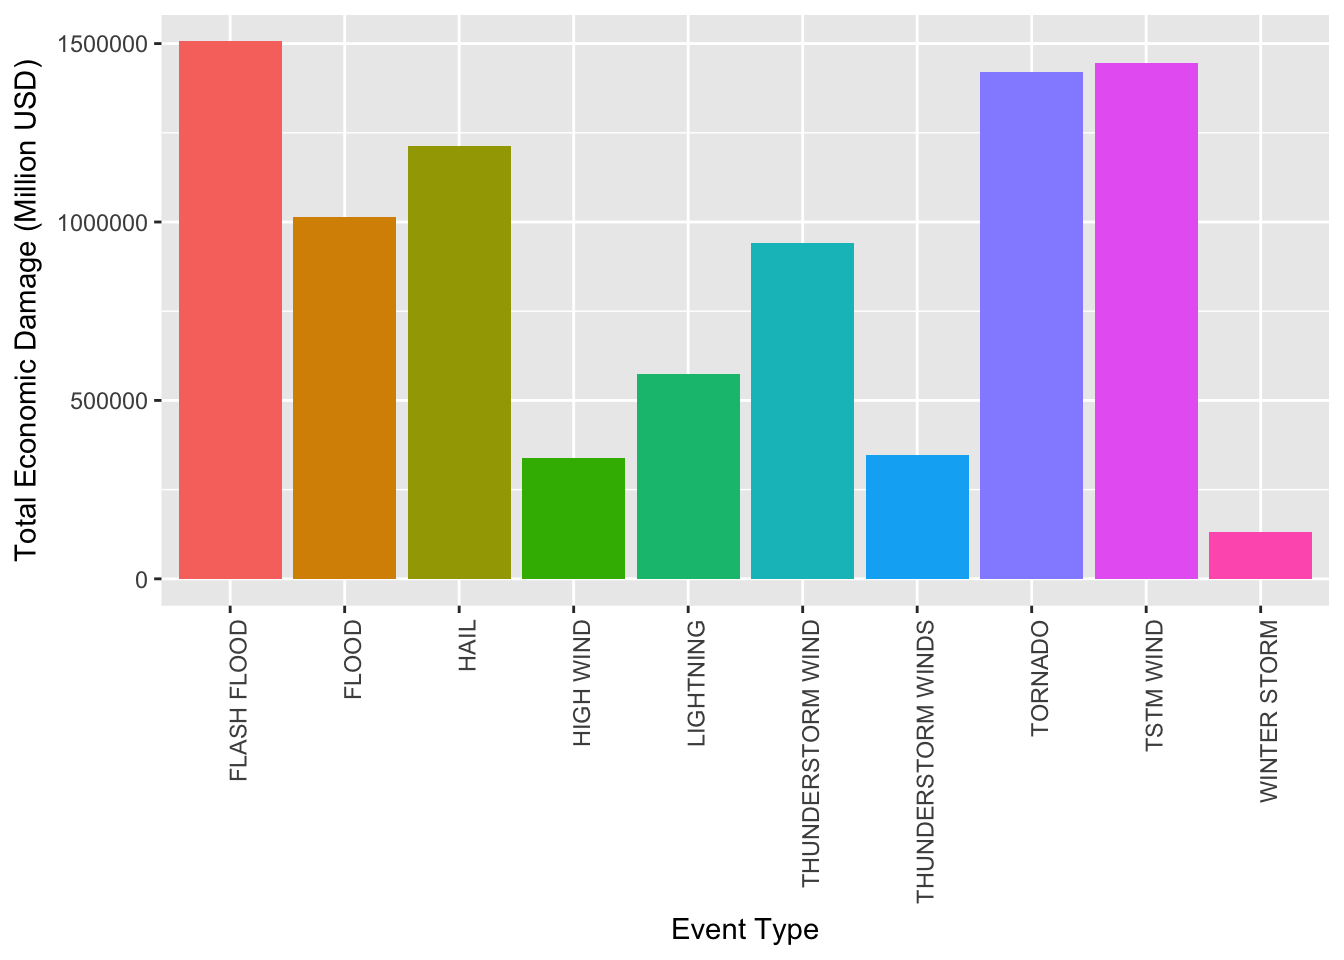 Total Economic Damage (Million USD)
1500000
1000000
500000
0
FLASH FLOOD
FLOOD
HAIL
HIGH WIND
LIGHTNING
THUNDERSTORM WIND
THUNDERSTORM WINDS
TORNADO
TSTM WIND
WINTER STORM
Event Type